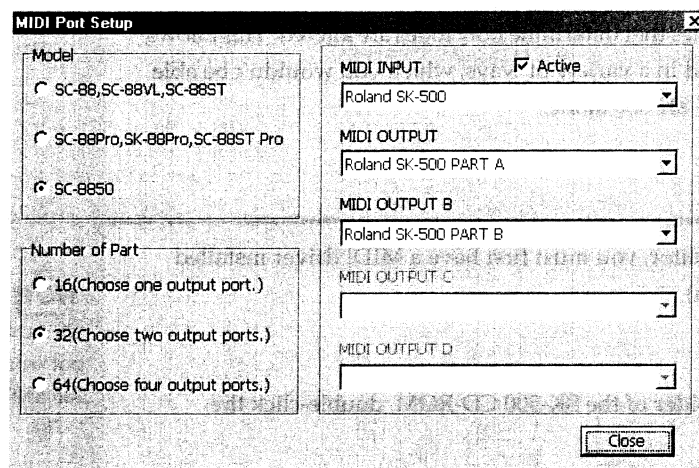 MIDI Port Setup
Model
SC-88,SC-88VL,SC-88ST
SC-88Pro,SK-88Pro,SC-88ST Pro
SC-8850
Number of Part
16(Choose one output port.)
32(Choose two output ports.)
64(Choose four output ports.)
MIDI INPUT
Active
Roland SK-500
MIDI OUTPUT
Roland SK-500 PART A
MIDI OUTPUT B
Roland SK-500 PART B
MIDI OUTPUT C
MIDI OUTPUT D
Close